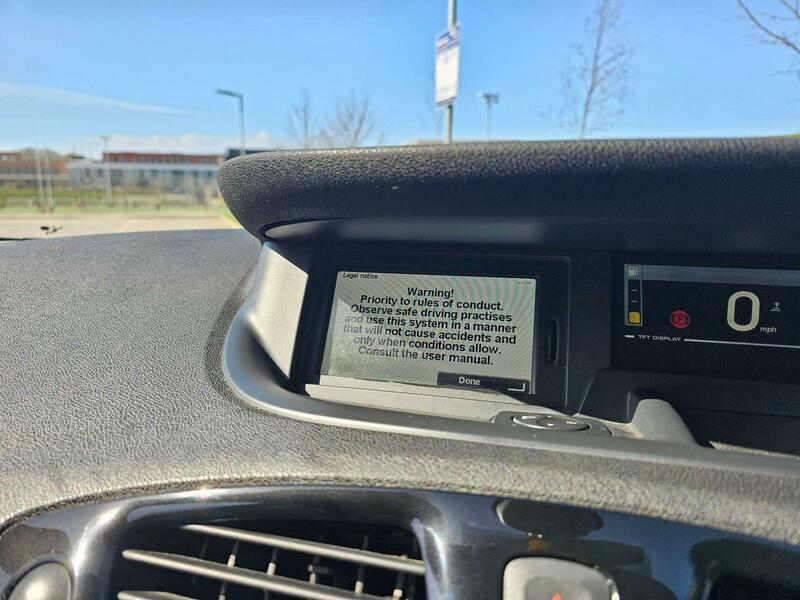 Legal notice
Warning!
Priority to rules of conduct.
Observe safe driving practises
and use this system in a manner
that will not cause accidents and
only when conditions allow.
Consult the user manual.
Done
0
mph
TFT DISPLAY